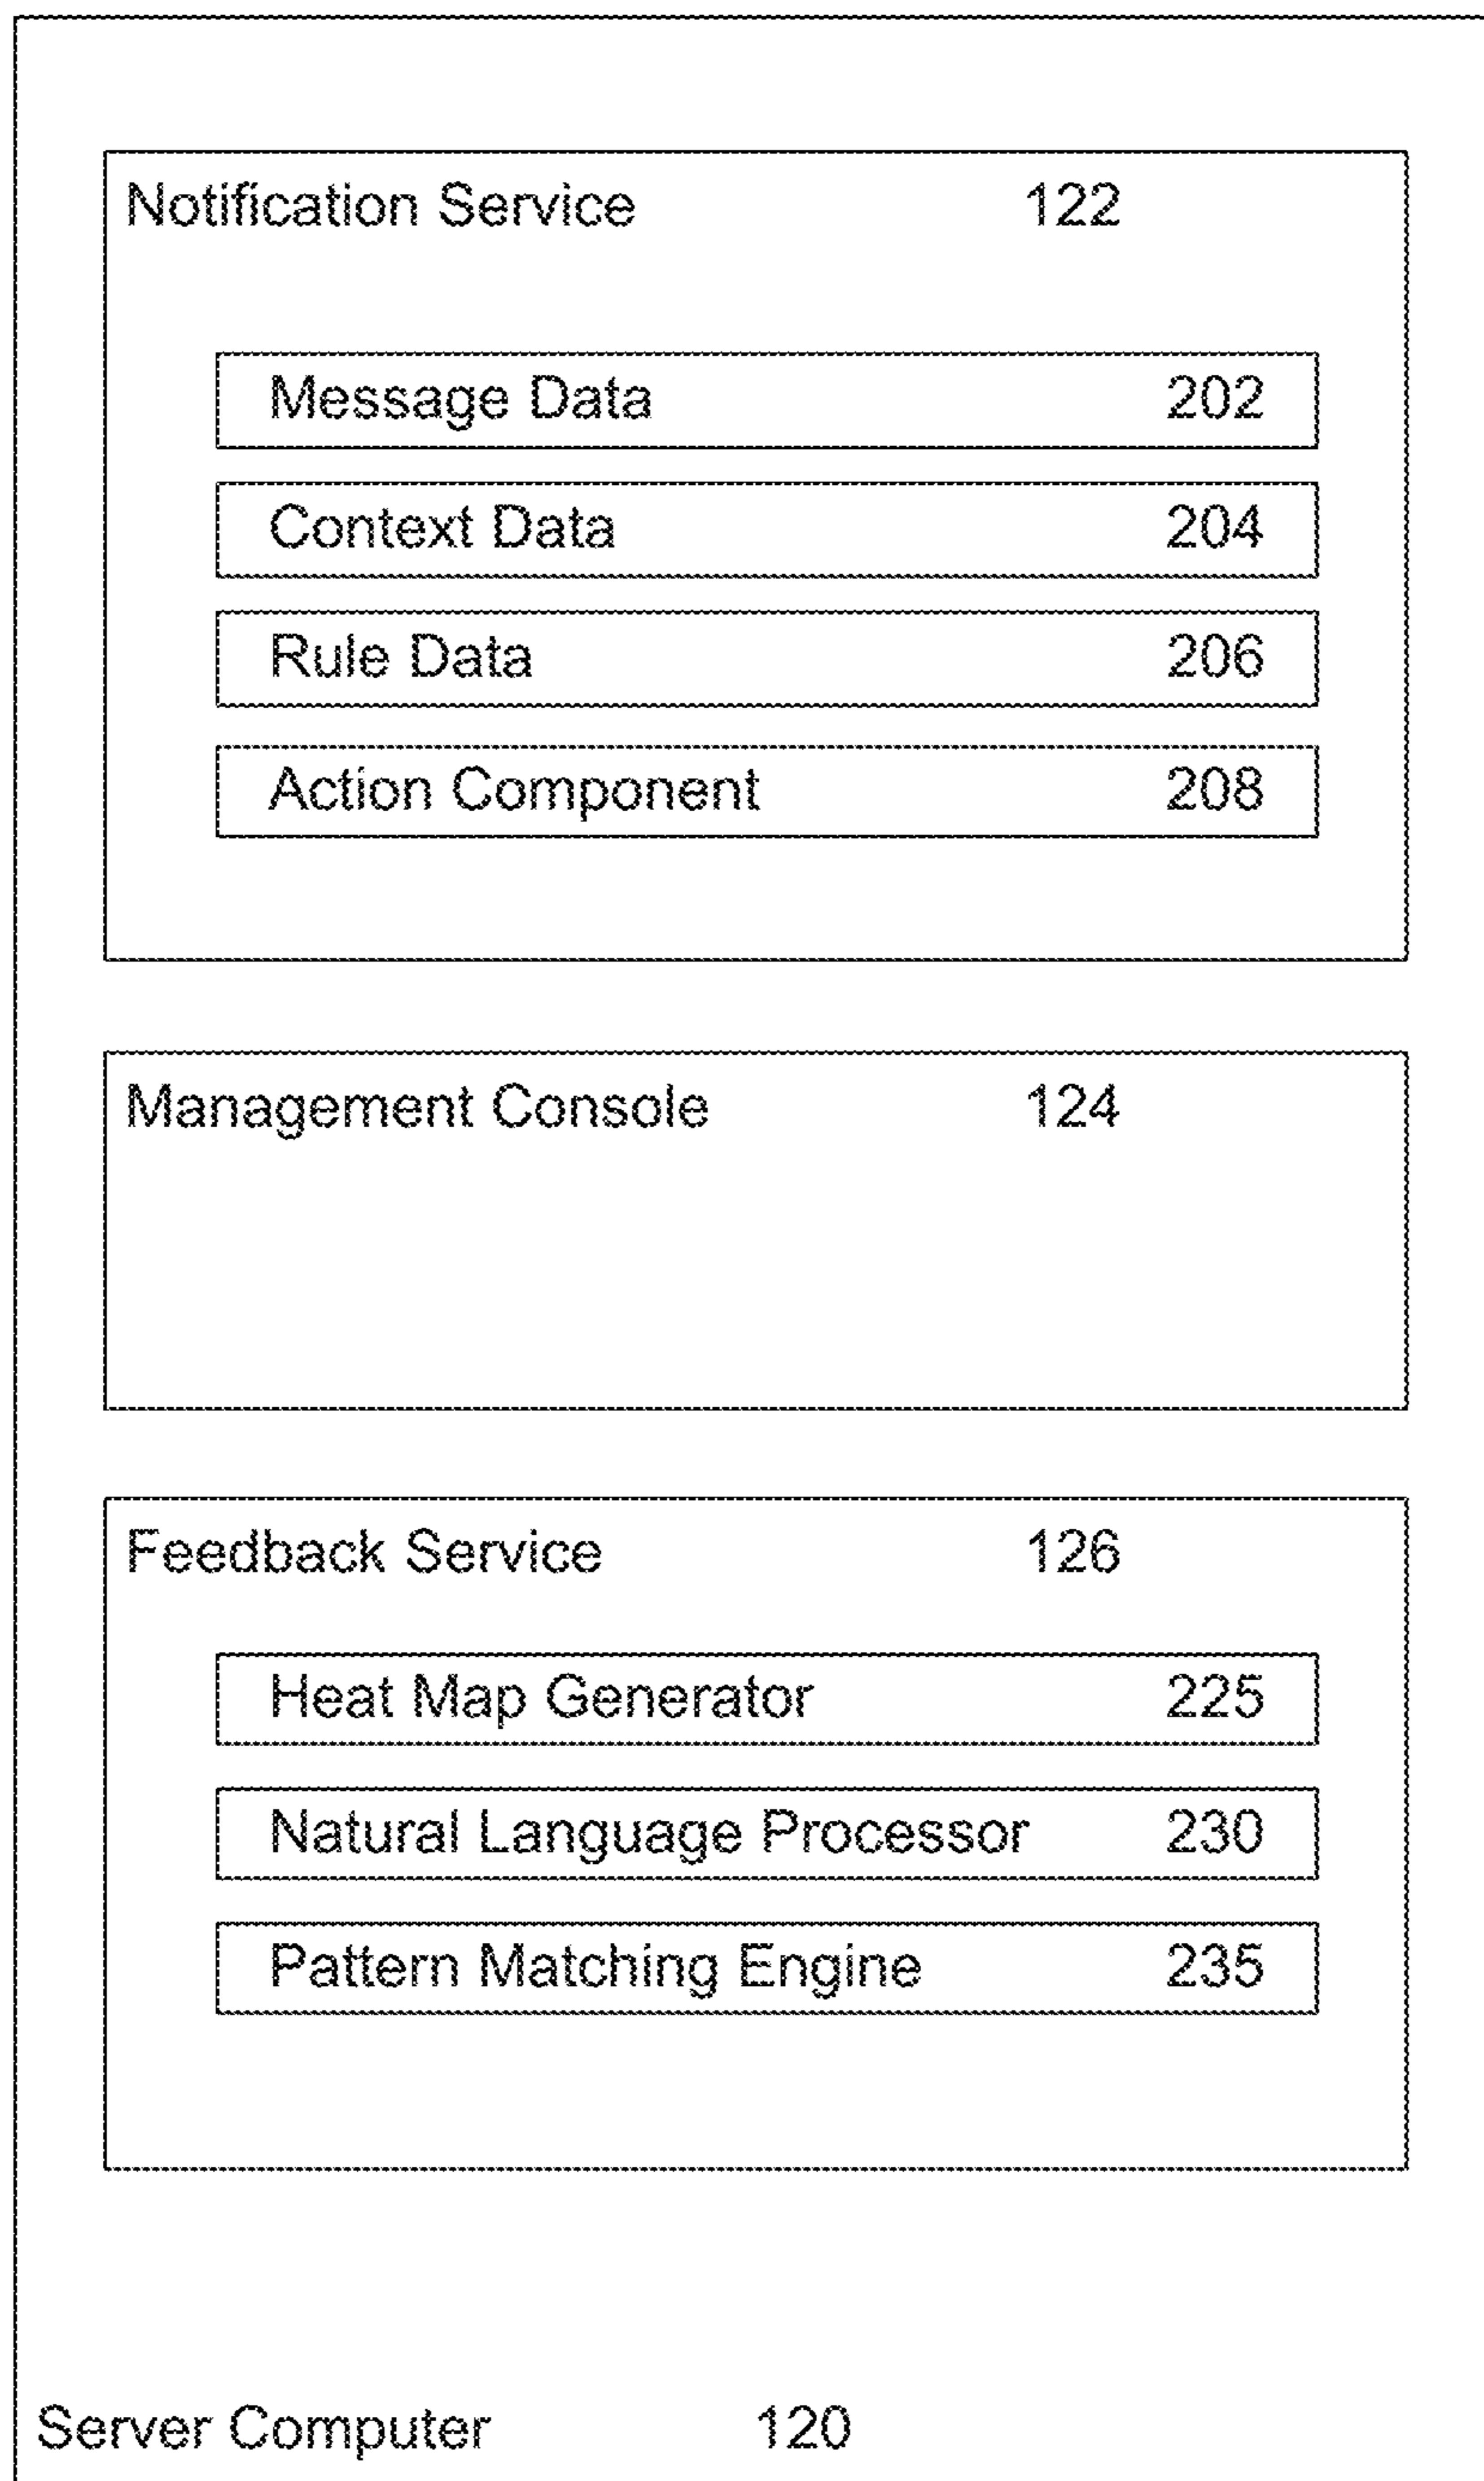 Notification Service 122
Message Data 202
Context Data 204
Rule Data 206
Action Component 208
Management Console 124
Feedback Service 126
Heat Map Generator 225
Natural Language Processor 230
Pattern Matching Engine 235
Server Computer 120